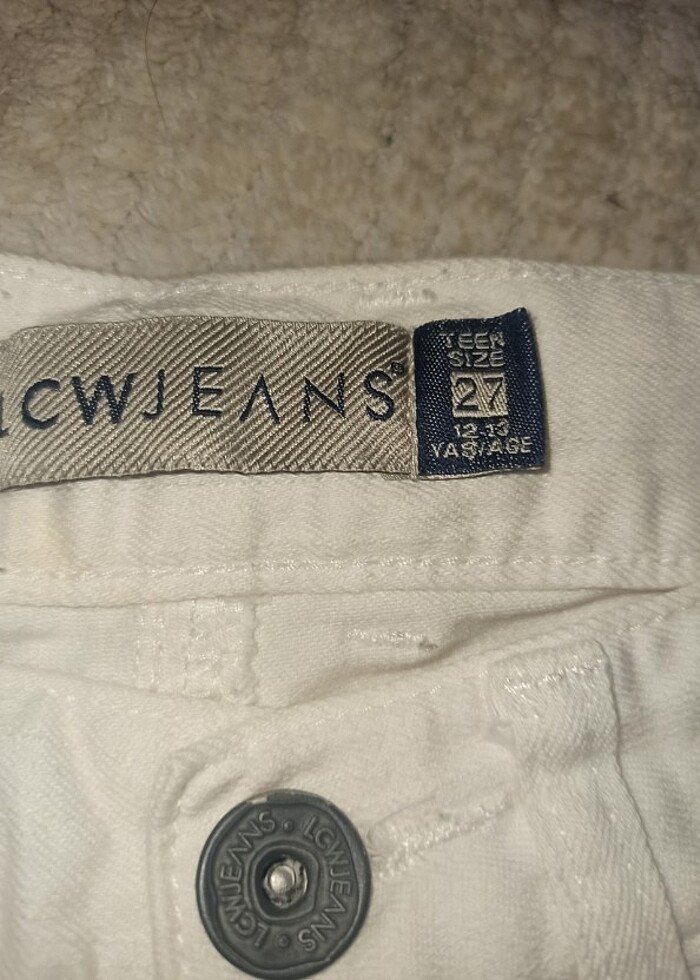 LCWJEANS®
TEEN
SIZE
27
12-13
YAŞ/AGE
LCWJEANS • LCWJEANS •